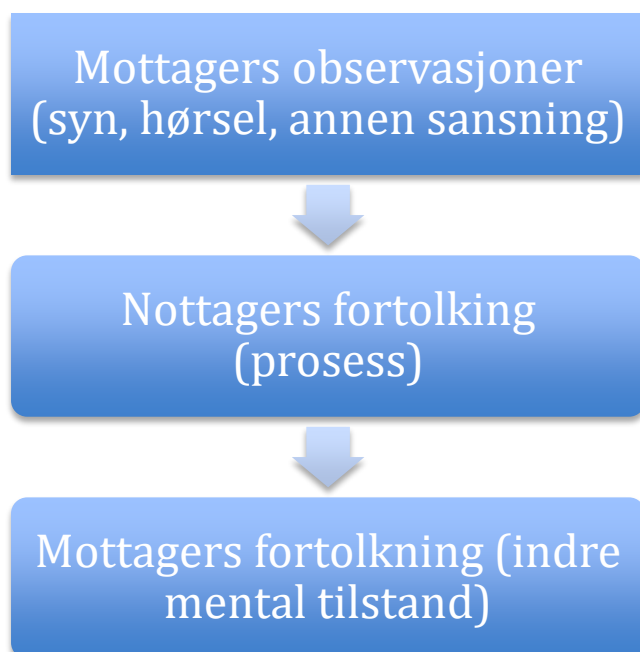 Mottagers observasjoner
(syn, hørsel, annen sansning)
Nottagers fortolking
(prosess)
Mottagers fortolkning (indre
mental tilstand)